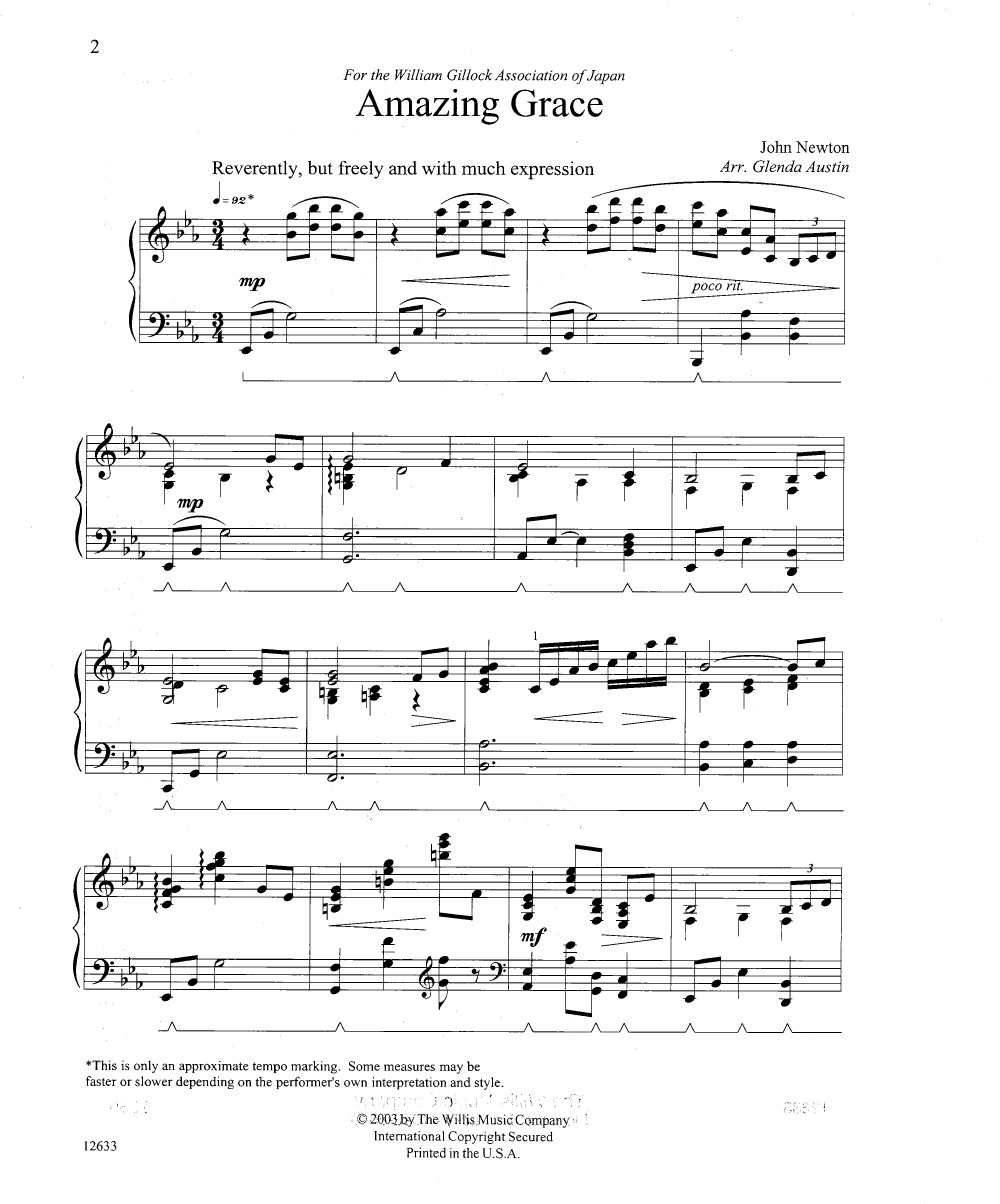 2
For the William Gillock Association of Japan
Amazing Grace
John Newton
Reverently, but freely and with much expression
Arr. Glenda Austin
♩= 92*
3
mp
poco rit.
mp
1
3
mf
*This is only an approximate tempo marking. Some measures may be
faster or slower depending on the performer's own interpretation and style.
© 2003 by The Willis Music Company
International Copyright Secured
Printed in the U.S.A.
12633